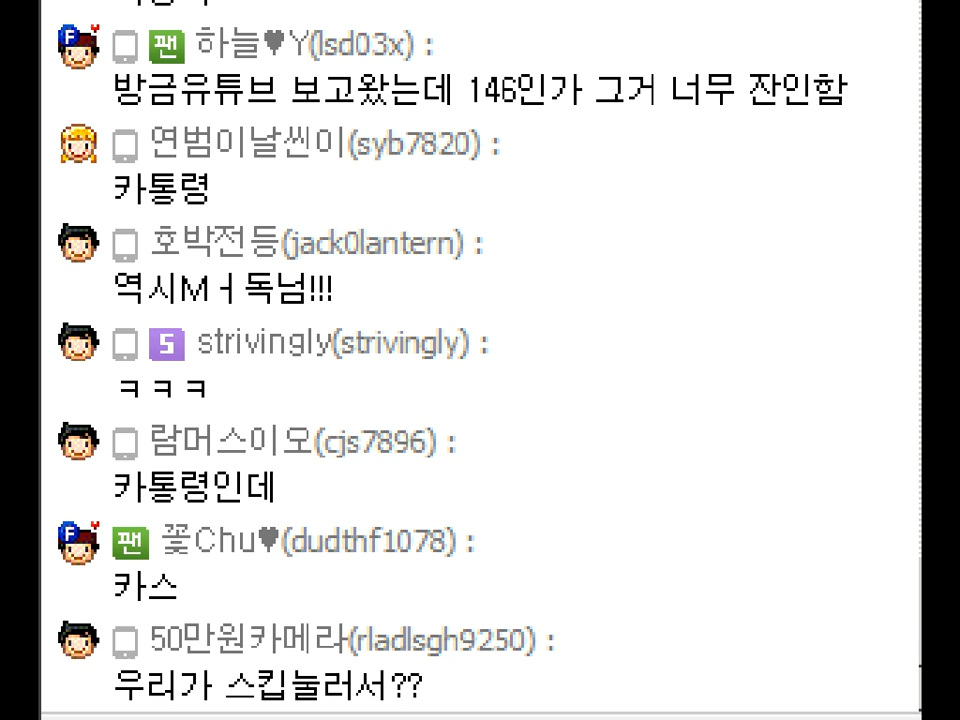 F 팬 하늘♥Y(lsd03x) :
방금유튜브 보고왔는데 146인가 그거 너무 잔인함
연범이날씬이(syb7820) :
카통령
호박전등(jack0lantern) :
역시Mㅓ독넘!!!
S strivingly(strivingly) :
ㅋㅋㅋ
람머스이오(cjs7896) :
카통령인데
F 팬 꽃Chu♥(dudthf1078) :
카스
50만원카메라(rladlsgh9250) :
우리가 스킵눌러서??